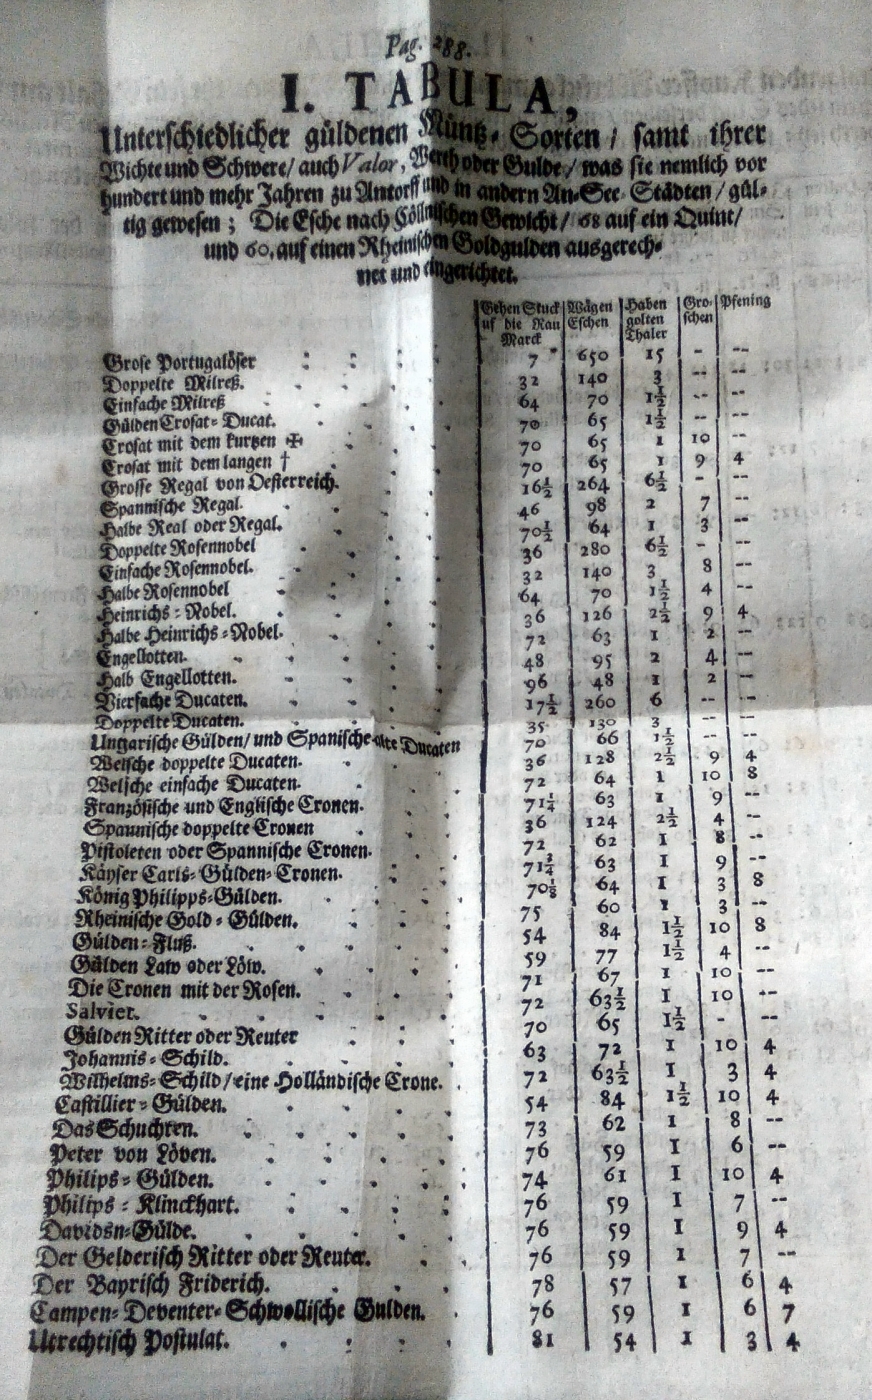 Pag. 288.
I. TABULA,
Unterschiedlicher güldenen Müntz- Sorten / samt ihrer
Wichte und Schwere/ auch Valor, Werth oder Gulde / was sie nemlich vor
hundert und mehr Jahren zu Antorff und in andern An-See- Städten / gül-
tig gewesen ; Die Esche nach Cöllnischen Gewicht/ 68 auf ein Quint/
und 60. auf einen Rheinischen Goldgulden ausgerech-
net und eingerichtet.
Gehen Stuck uf die Rau Marck Wägen Eschen Haben golten Thaler Gro- schen Pfening
Grose Portugalöser 7 650 15 - --
Doppelte Milreß. 32 140 3 -- --
Einfache Milreß 64 70 1½ -- --
Gülden Crosat-Ducat. 70 65 1½ -- --
Crosat mit dem kurtzen ✠ 70 65 1 10 --
Crosat mit dem langen † 70 65 1 9 4
Grosse Regal von Oesterreich. 16½ 264 6½ - --
Spannische Regal. 46 98 2 7 --
Halbe Real oder Regal. 70½ 64 1 3 --
Doppelte Rosennobel 36 280 6½ - --
Einfache Rosennobel. 32 140 3 8 --
Halbe Rosennobel 64 70 1½ 4 --
Heinrichs-Nobel. 36 126 2½ 9 4
Halbe Heinrichs-Nobel. 72 63 1 2 --
Engellotten. 48 95 2 4 --
Halb Engellotten. 96 48 1 2 --
Vierfache Ducaten. 17½ 260 6 -- --
Doppelte Ducaten. 35 130 3 -- --
Ungarische Gülden/ und Spanische alte Ducaten 70 66 1½ -- --
Welsche doppelte Ducaten. 36 128 2½ 9 4
Welsche einfache Ducaten. 72 64 1 10 8
Französische und Englische Cronen. 71¼ 63 1 9 --
Spannische doppelte Cronen 36 124 2½ 4 --
Pistoleten oder Spannische Cronen. 72 62 1 8 --
Käyser Carls-Gülden-Cronen. 71¾ 63 1 9 --
König Philipps-Gülden. 70⅛ 64 1 3 8
Rheinische Gold-Gülden. 75 60 1 3 --
Gülden-Fluß. 54 84 1½ 10 8
Gülden Law oder Löw. 59 77 1½ 4 --
Die Cronen mit der Rosen. 71 67 1 10 --
Salvier. 72 63½ 1 10 --
Gülden Ritter oder Reuter 70 65 1½ - --
Johannis-Schild. 63 72 1 10 4
Wilhelms-Schild/ eine Holländische Crone. 72 63½ 1 3 4
Castillier-Gülden. 54 84 1½ 10 4
Das Schuchten. 73 62 1 8 --
Peter von Löven. 76 59 1 6 --
Philips-Gülden. 74 61 1 10 4
Philips-Klinckhart. 76 59 1 7 --
Davidsn-Gülde. 76 59 1 9 4
Der Gelderisch Ritter oder Reuter. 76 59 1 7 --
Der Bayrisch Friderich. 78 57 1 6 4
Campen-Deventer-Schwollische Gulden. 76 59 1 6 7
Utrechtisch Postulat. 81 54 1 3 4